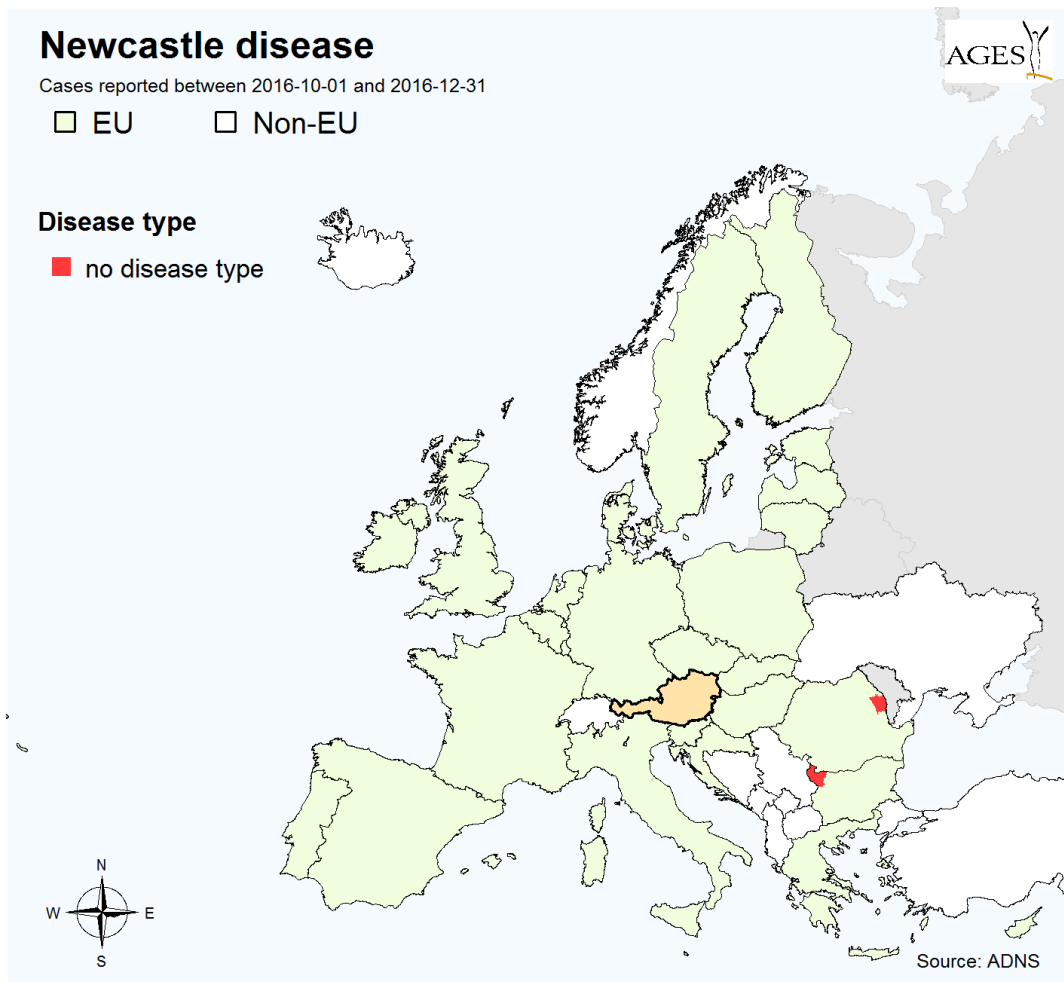 Newcastle disease
AGES
Cases reported between 2016-10-01 and 2016-12-31
EU Non-EU
Disease type
no disease type
N
W E
S
Source: ADNS